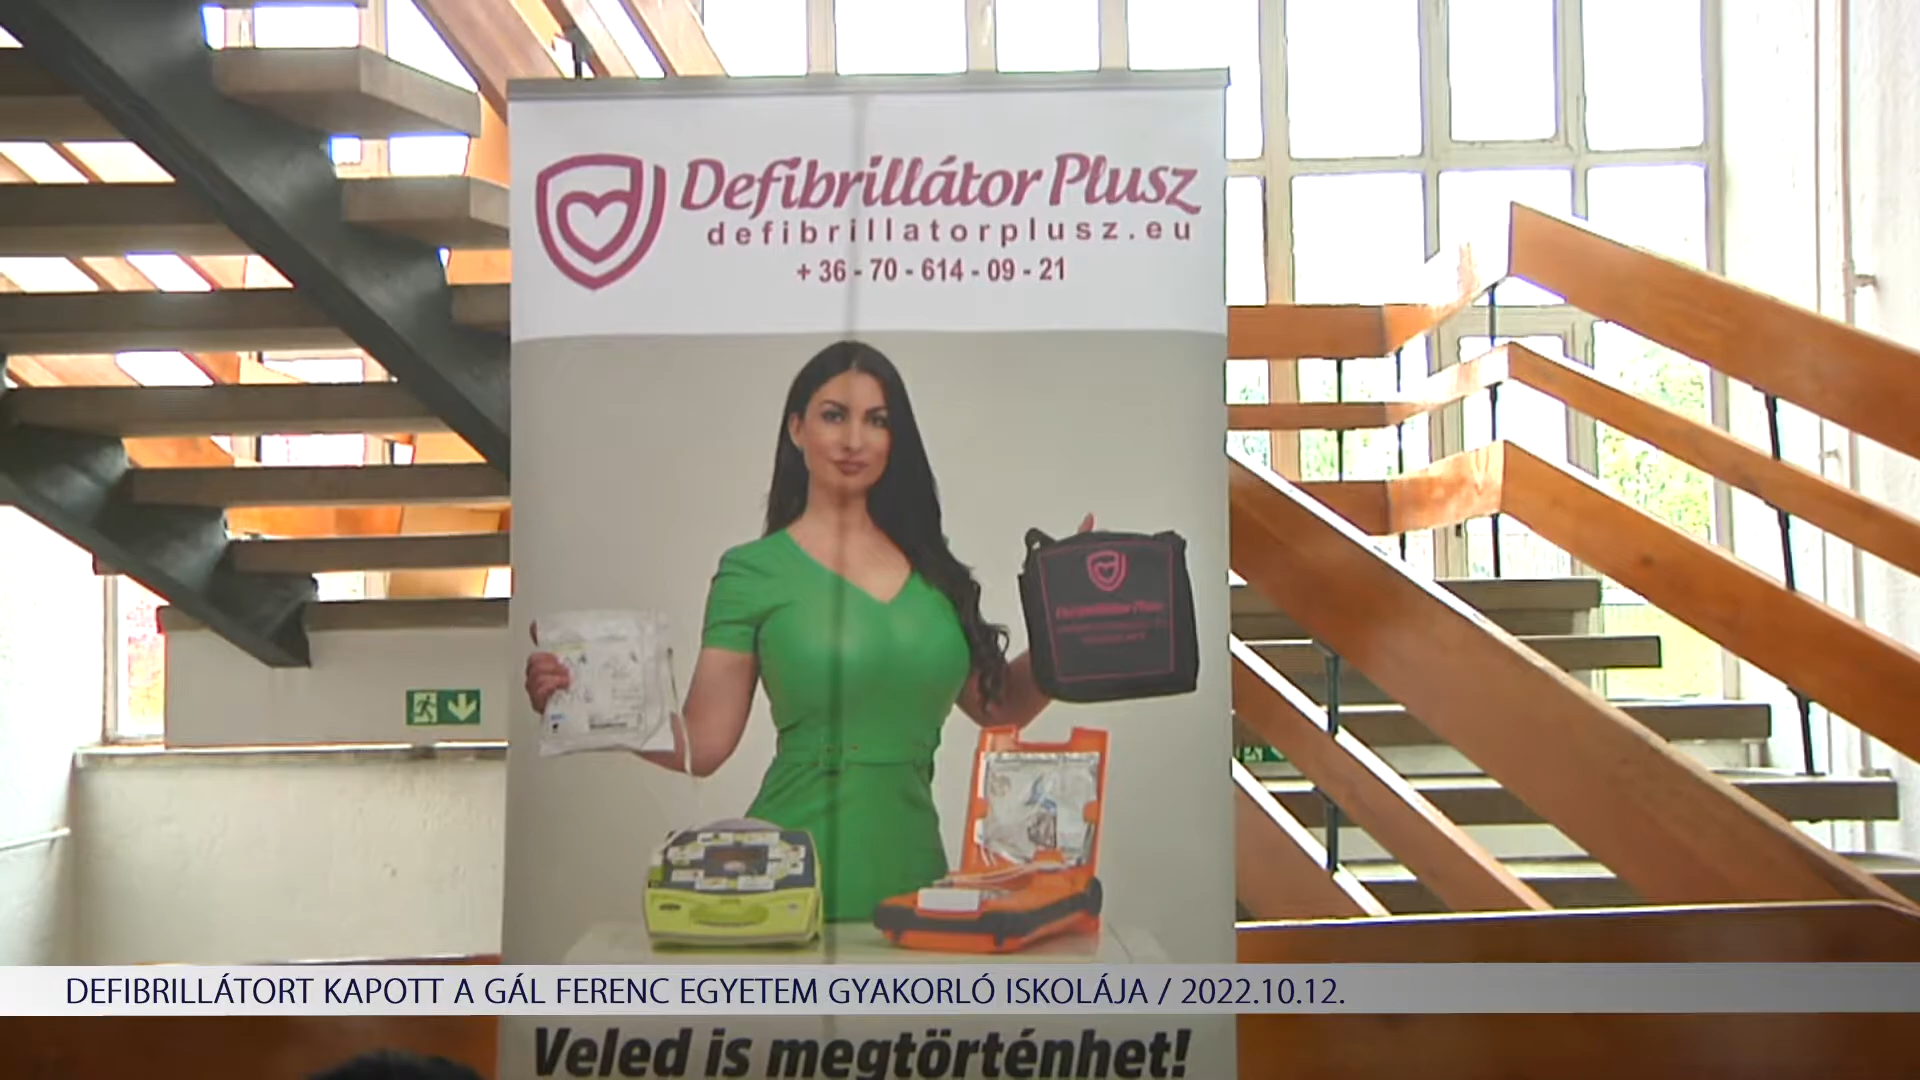 Defibrillátor Plusz
defibrillatorplusz.eu
+ 36 - 70 - 614 - 09 - 21
Defibrillátor Plusz
DEFIBRILLÁTORT KAPOTT A GÁL FERENC EGYETEM GYAKORLÓ ISKOLÁJA / 2022.10.12.
Veled is megtörténhet!